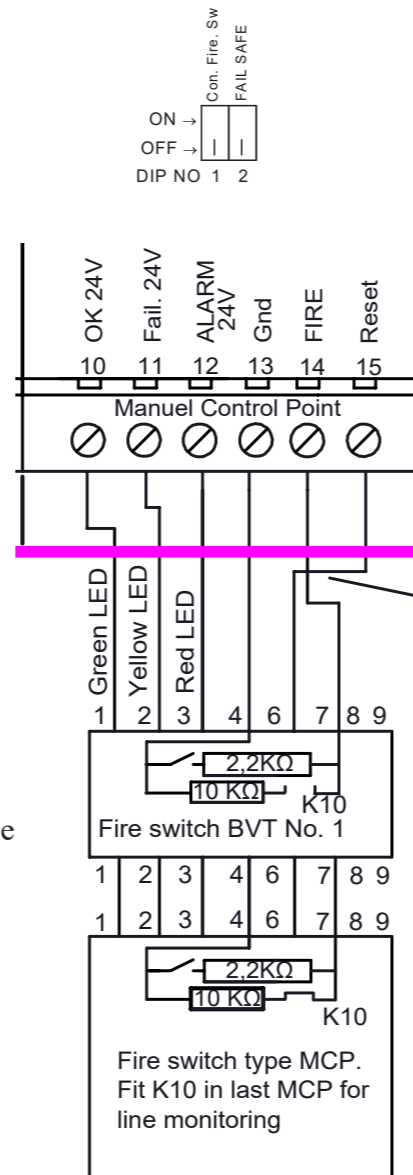 Con. Fire. Sw
FAIL SAFE
ON →
OFF →
DIP NO 1 2
OK 24V
Fail. 24V
ALARM
24V
Gnd
FIRE
Reset
10 11 12 13 14 15
Manuel Control Point
Green LED
Yellow LED
Red LED
1 2 3 4 6 7 8 9
2,2KΩ
10 KΩ
K10
Fire switch BVT No. 1
e
1 2 3 4 6 7 8 9
1 2 3 4 6 7 8 9
2,2KΩ
10 KΩ
K10
Fire switch type MCP.
Fit K10 in last MCP for
line monitoring